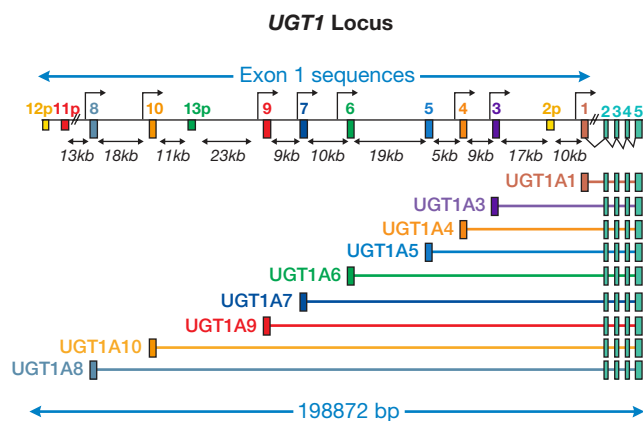 UGT1 Locus
Exon 1 sequences
12p 11p 8 10 13p 9 7 6 5 4 3 2p 1 2 3 4 5
13kb 18kb 11kb 23kb 9kb 10kb 19kb 5kb 9kb 17kb 10kb
UGT1A1
UGT1A3
UGT1A4
UGT1A5
UGT1A6
UGT1A7
UGT1A9
UGT1A10
UGT1A8
198872 bp